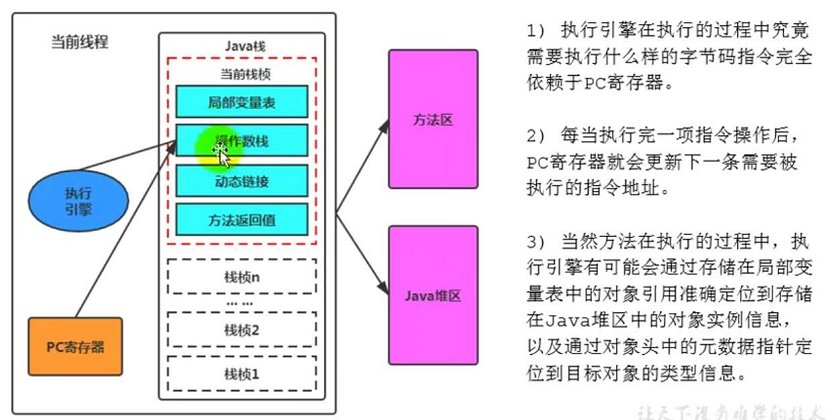 当前线程
Java栈
当前栈桢
局部变量表
操作数栈
动态链接
方法返回值
栈桢n
... ...
栈桢2
栈桢1
执行
引擎
PC寄存器
方法区
Java堆区
1) 执行引擎在执行的过程中究竟
需要执行什么样的字节码指令完全
依赖于PC寄存器。
2) 每当执行完一项指令操作后,
PC寄存器就会更新下一条需要被
执行的指令地址。
3) 当然方法在执行的过程中, 执
行引擎有可能会通过存储在局部变
量表中的对象引用准确定位到存储
在Java堆区中的对象实例信息,
以及通过对象头中的元数据指针定
位到目标对象的类型信息。
让天下没有难学的技术